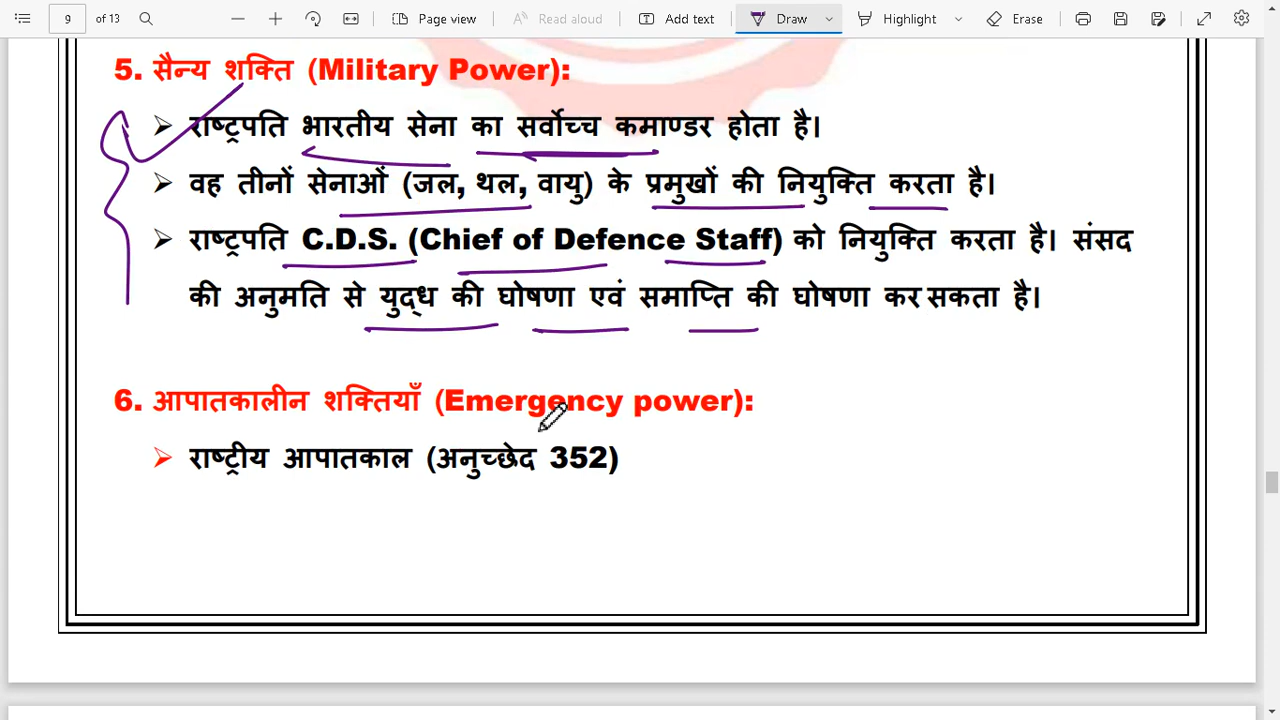 9 of 13 Page view Read aloud Add text Draw Highlight Erase
5. सैन्य शक्ति (Military Power):
➢ राष्ट्रपति भारतीय सेना का सर्वोच्च कमाण्डर होता है।
➢ वह तीनों सेनाओं (जल, थल, वायु) के प्रमुखों की नियुक्ति करता है।
➢ राष्ट्रपति C.D.S. (Chief of Defence Staff) को नियुक्ति करता है। संसद
की अनुमति से युद्ध की घोषणा एवं समाप्ति की घोषणा कर सकता है।
6. आपातकालीन शक्तियाँ (Emergency power):
➢ राष्ट्रीय आपातकाल (अनुच्छेद 352)